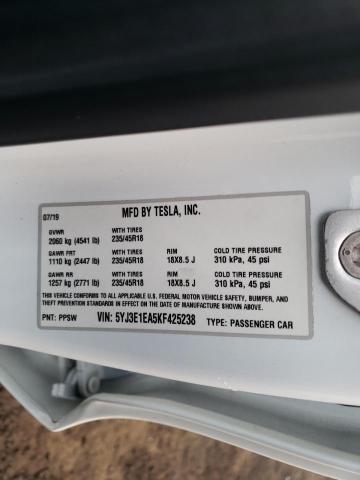 07/19 MFD BY TESLA, INC.
GVWR WITH TIRES
2060 kg (4541 lb) 235/45R18
GAWR FRT WITH TIRES RIM COLD TIRE PRESSURE
1110 kg (2447 lb) 235/45R18 18X8.5 J 310 kPa, 45 psi
GAWR RR WITH TIRES RIM COLD TIRE PRESSURE
1257 kg (2771 lb) 235/45R18 18X8.5 J 310 kPa, 45 psi
THIS VEHICLE CONFORMS TO ALL APPLICABLE U.S. FEDERAL MOTOR VEHICLE SAFETY, BUMPER, AND
THEFT PREVENTION STANDARDS IN EFFECT ON THE DATE OF MANUFACTURE SHOWN ABOVE.
PNT: PPSW VIN: 5YJ3E1EA5KF425238 TYPE: PASSENGER CAR